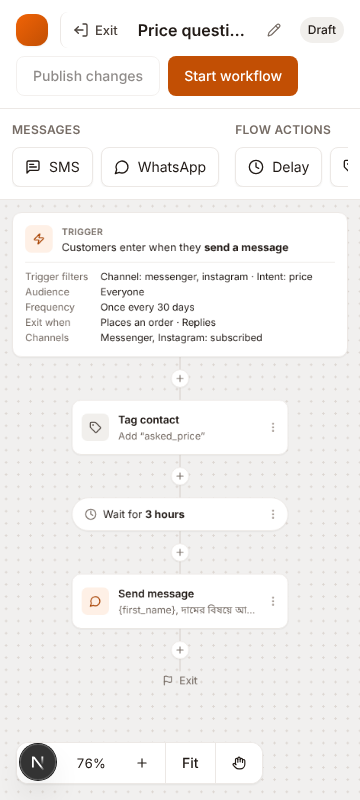 Exit
Price questi...
Draft
Publish changes
Start workflow
MESSAGES
FLOW ACTIONS
SMS
WhatsApp
Delay
TRIGGER
Customers enter when they send a message
Trigger filters Channel: messenger, instagram · Intent: price
Audience Everyone
Frequency Once every 30 days
Exit when Places an order · Replies
Channels Messenger, Instagram: subscribed
Tag contact
Add “asked_price”
Wait for 3 hours
Send message
{first_name}, দামের বিষয়ে আ...
Exit
N
76%
Fit